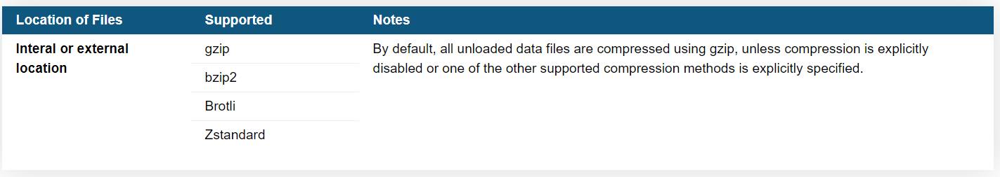 Location of Files Supported Notes
Interal or external gzip By default, all unloaded data files are compressed using gzip, unless compression is explicitly
location disabled or one of the other supported compression methods is explicitly specified.
bzip2
Brotli
Zstandard